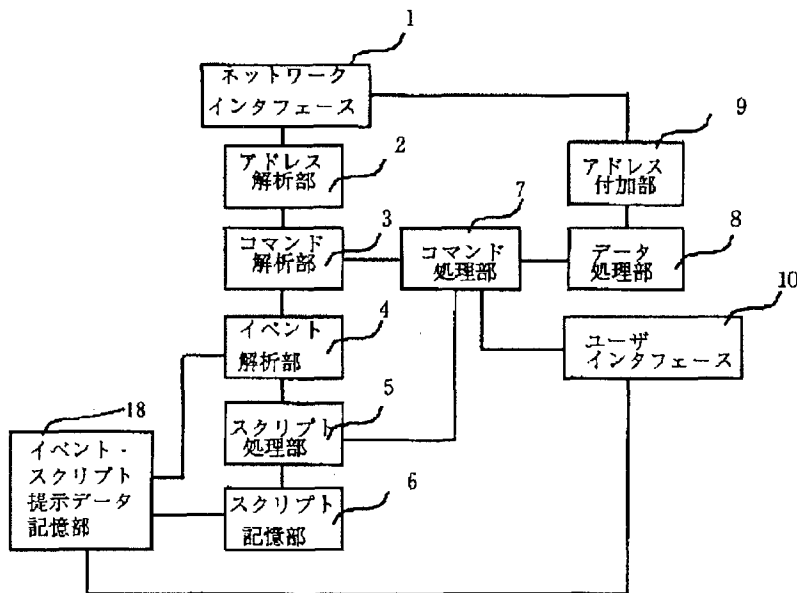 1
ネットワーク
インタフェース
2
アドレス
解析部
9
アドレス
付加部
3
コマンド
解析部
7
コマンド
処理部
8
データ
処理部
4
イベント
解析部
10
ユーザ
インタフェース
5
スクリプト
処理部
18
イベント・
スクリプト
提示データ
記憶部
6
スクリプト
記憶部